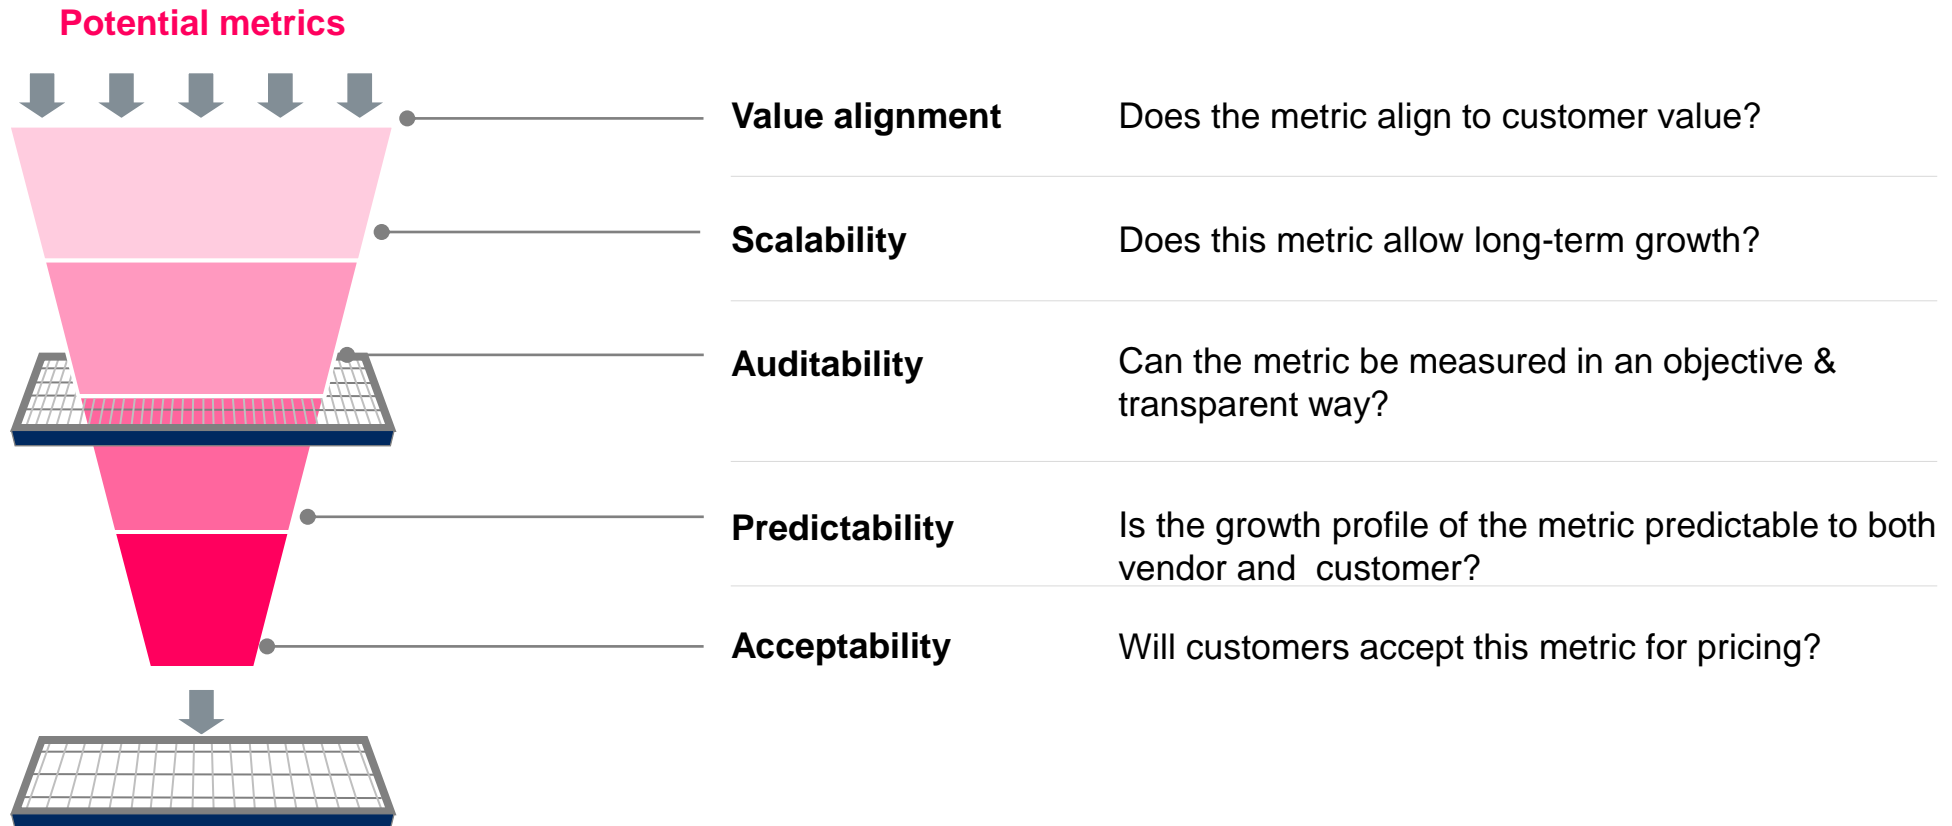 Potential metrics
Value alignment
Does the metric align to customer value?
Scalability
Does this metric allow long-term growth?
Auditability
Can the metric be measured in an objective &
transparent way?
Predictability
Is the growth profile of the metric predictable to both
vendor and  customer?
Acceptability
Will customers accept this metric for pricing?